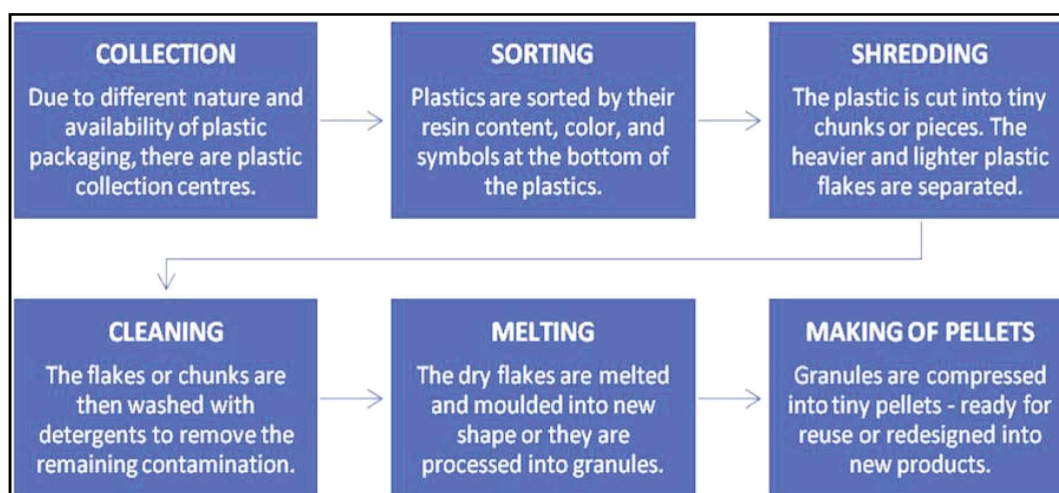 COLLECTION
Due to different nature and
availability of plastic
packaging, there are plastic
collection centres.
SORTING
Plastics are sorted by their
resin content, color, and
symbols at the bottom of
the plastics.
SHREDDING
The plastic is cut into tiny
chunks or pieces. The
heavier and lighter plastic
flakes are separated.
CLEANING
The flakes or chunks are
then washed with
detergents to remove the
remaining contamination.
MELTING
The dry flakes are melted
and moulded into new
shape or they are
processed into granules.
MAKING OF PELLETS
Granules are compressed
into tiny pellets - ready for
reuse or redesigned into
new products.